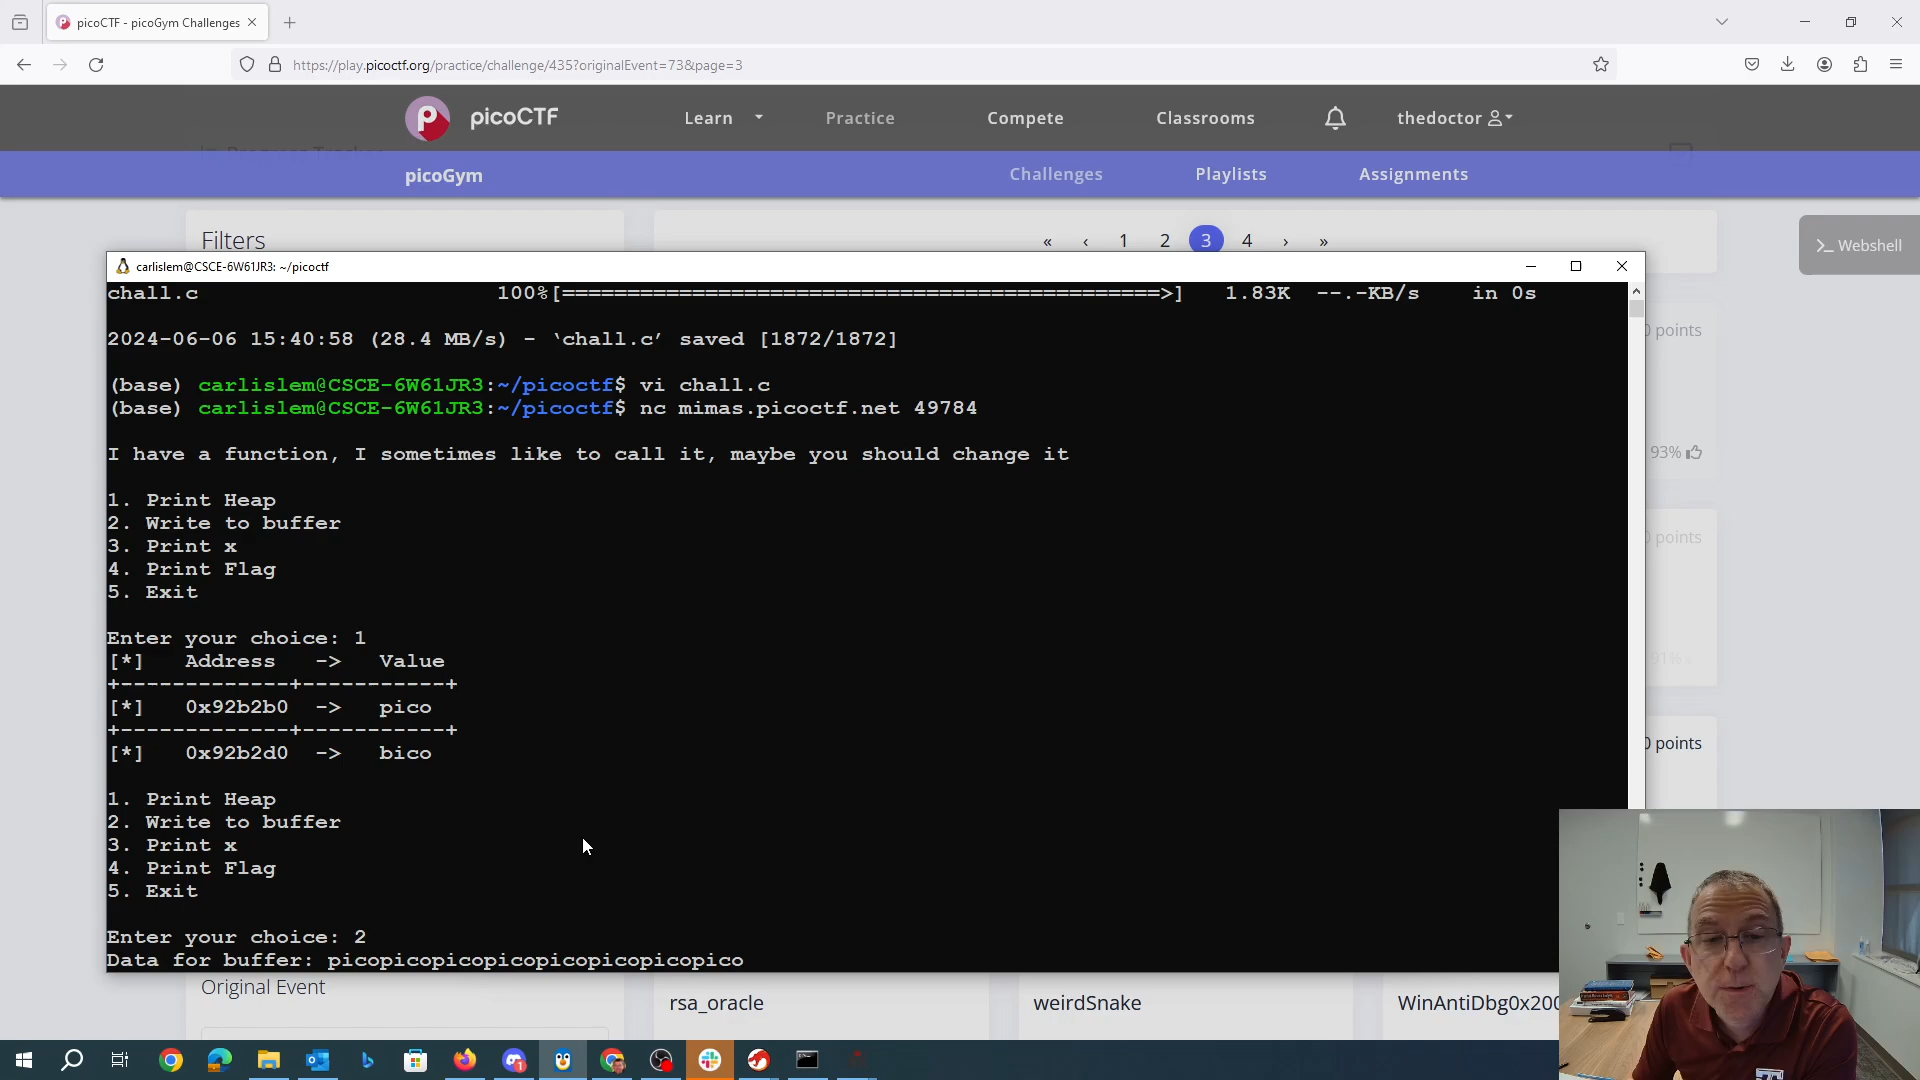 picoCTF - picoGym Challenges
https://play.picoctf.org/practice/challenge/435?originalEvent=73&page=3
picoCTF
Learn
Practice
Compete
Classrooms
thedoctor
picoGym
Challenges
Playlists
Assignments
Filters
« ‹ 1 2 3 4 › »
>_ Webshell
carlislem@CSCE-6W61JR3: ~/picoctf
chall.c 100%[==============================================>] 1.83K --.-KB/s in 0s
2024-06-06 15:40:58 (28.4 MB/s) - ‘chall.c’ saved [1872/1872]
(base) carlislem@CSCE-6W61JR3:~/picoctf$ vi chall.c
(base) carlislem@CSCE-6W61JR3:~/picoctf$ nc mimas.picoctf.net 49784
I have a function, I sometimes like to call it, maybe you should change it
1. Print Heap
2. Write to buffer
3. Print x
4. Print Flag
5. Exit
Enter your choice: 1
[*] Address -> Value
+-------------+-----------+
[*] 0x92b2b0 -> pico
+-------------+-----------+
[*] 0x92b2d0 -> bico
1. Print Heap
2. Write to buffer
3. Print x
4. Print Flag
5. Exit
Enter your choice: 2
Data for buffer: picopicopicopicopicopicopicopico
0 points
93%
0 points
91%
0 points
Original Event
rsa_oracle
weirdSnake
WinAntiDbg0x200